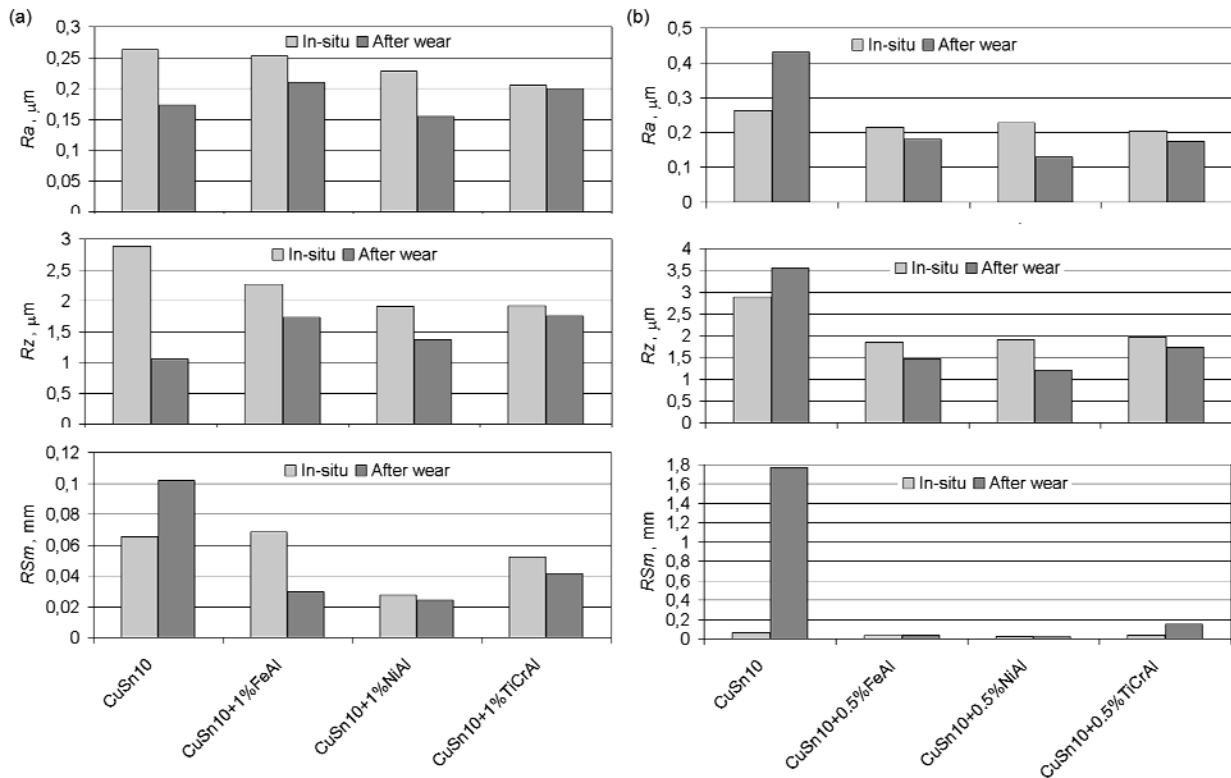 (a)
0,3
0,25
0,2
0,15
0,1
0,05
0
Ra, μm
In-situ After wear
3
2,5
2
1,5
1
0,5
0
Rz, μm
In-situ After wear
0,12
0,1
0,08
0,06
0,04
0,02
0
RSm, mm
In-situ After wear
CuSn10
CuSn10+1%FeAl
CuSn10+1%NiAl
CuSn10+1%TiCrAl
(b)
0,5
0,4
0,3
0,2
0,1
0
Ra, μm
In-situ After wear
4
3,5
3
2,5
2
1,5
1
0,5
0
Rz, μm
In-situ After wear
1,8
1,6
1,4
1,2
1
0,8
0,6
0,4
0,2
0
RSm, mm
In-situ After wear
CuSn10
CuSn10+0.5%FeAl
CuSn10+0.5%NiAl
CuSn10+0.5%TiCrAl